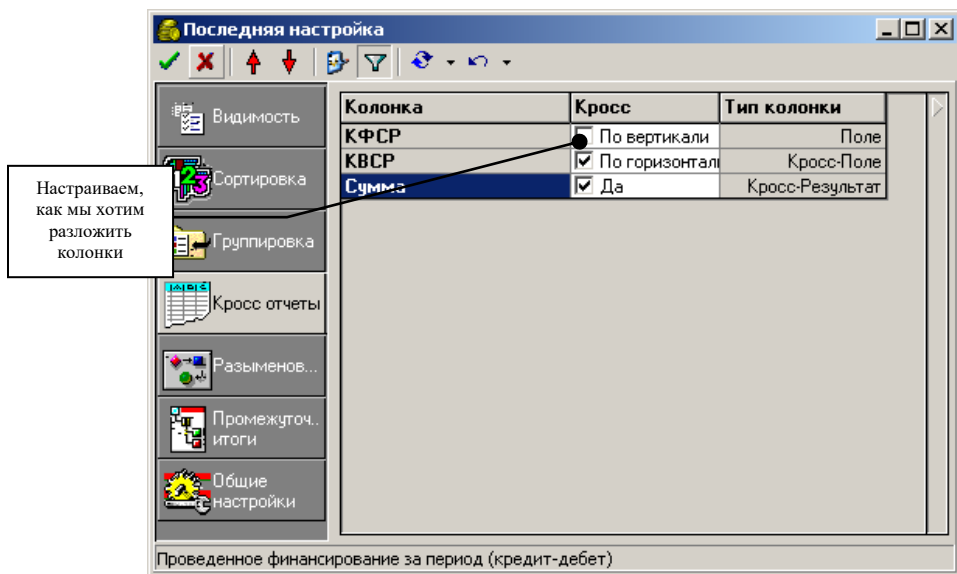 Последняя настройка
Видимость
Сортировка
Группировка
Кросс отчеты
Разыменов...
Промежуточ..
итоги
Общие
настройки
Колонка Кросс Тип колонки
КФСР По вертикали Поле
КВСР По горизонтали Кросс-Поле
Сумма Да Кросс-Результат
Настраиваем,
как мы хотим
разложить
колонки
Проведенное финансирование за период (кредит-дебет)